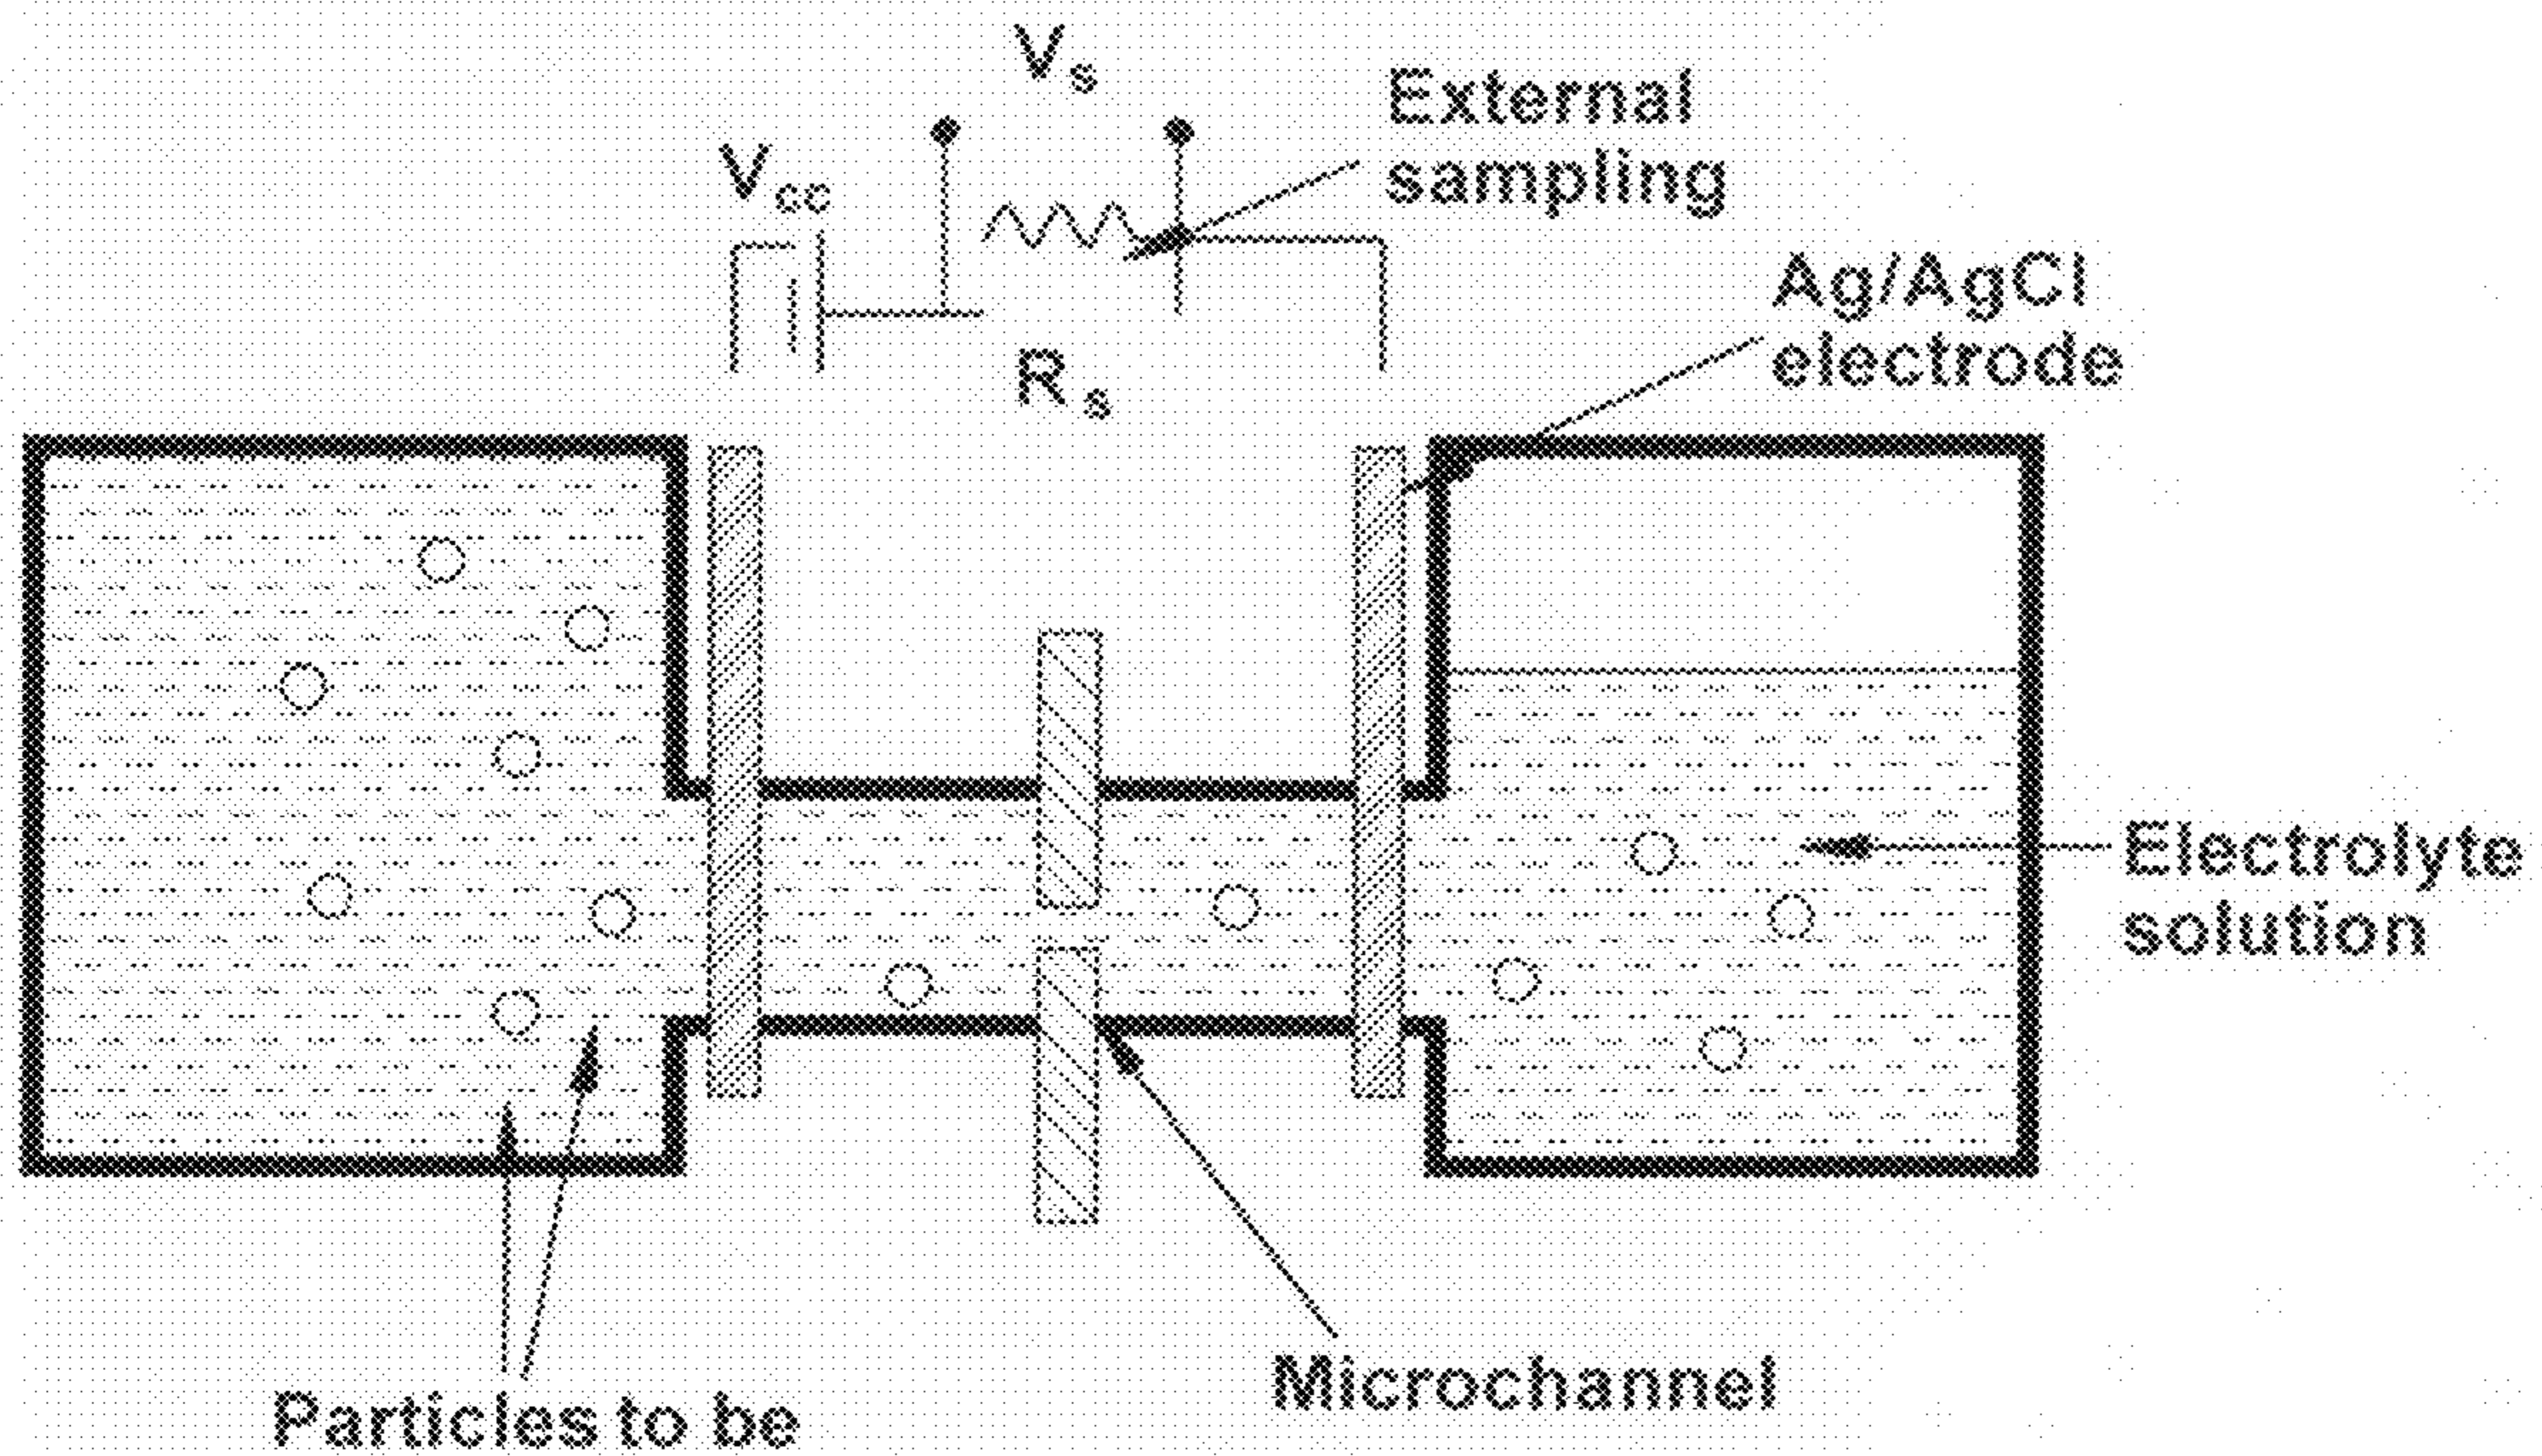 Vs
External
sampling
Vcc
Ag/AgCl
electrode
Rs
Electrolyte
solution
Microchannel
Particles to be